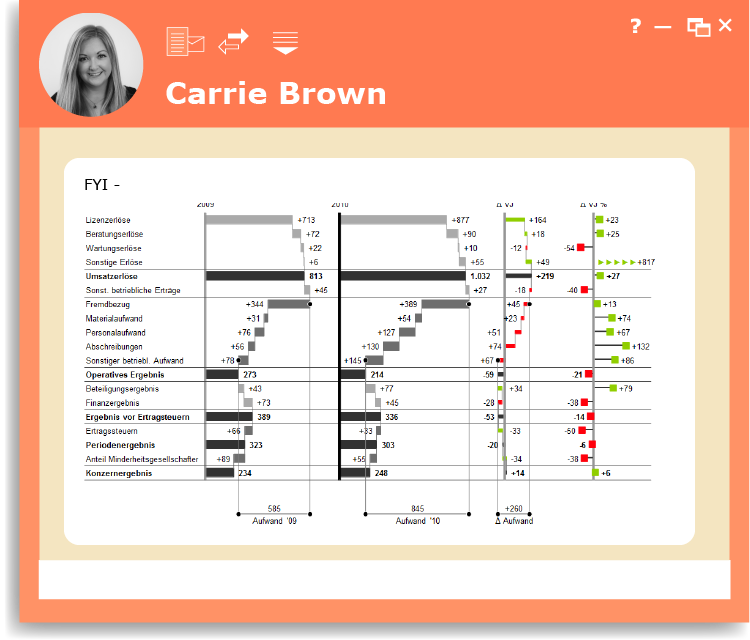 ?
Carrie Brown
FYI -
2009 2010 Δ VJ Δ VJ %
Lizenzerlöse +713 +877 +164 +23
Beratungserlöse +72 +90 +18 +25
Wartungserlöse +22 +10 -12 -54
Sonstige Erlöse +6 +55 +49 +817
Umsatzerlöse 813 1.032 +219 +27
Sonst. betriebliche Erträge +45 +27 -18 -40
Fremdbezug +344 +389 +45 +13
Materialaufwand +31 +54 +23 +74
Personalaufwand +76 +127 +51 +67
Abschreibungen +56 +130 +74 +132
Sonstiger betriebl. Aufwand +78 +145 +67 +86
Operatives Ergebnis 273 214 -59 -21
Beteiligungsergebnis +43 +77 +34 +79
Finanzergebnis +73 +45 -28 -38
Ergebnis vor Ertragsteuern 389 336 -53 -14
Ertragssteuern +66 +33 -33 -50
Periodenergebnis 323 303 -20 -6
Anteil Minderheitsgesellschafter +89 +55 -34 -38
Konzernergebnis 234 248 +14 +6
585 845 +260
Aufwand '09 Aufwand '10 Δ Aufwand